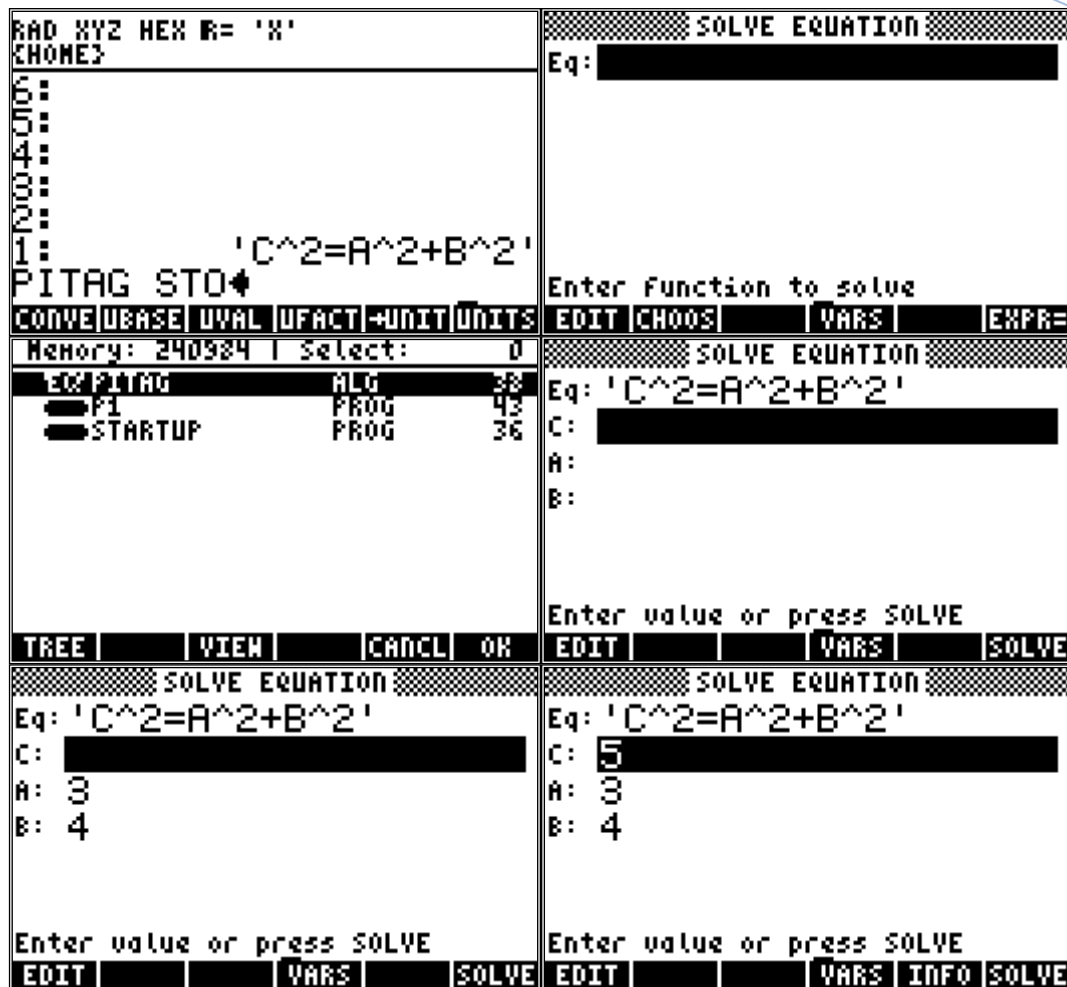 RAD XYZ HEX R= 'X'
{HOME}
6:
5:
4:
3:
2:
1: 'C^2=A^2+B^2'
PITAG STO
CONVE UBASE UVAL UFACT →UNIT UNITS
SOLVE EQUATION
Eq:
Enter function to solve
EDIT CHOOS VARS EXPR=
Memory: 240984 | Select: 0
PITAG ALG 38
P1 PROG 43
STARTUP PROG 36
TREE VIEW CANCL OK
SOLVE EQUATION
Eq: 'C^2=A^2+B^2'
C:
A:
B:
Enter value or press SOLVE
EDIT VARS SOLVE
SOLVE EQUATION
Eq: 'C^2=A^2+B^2'
C:
A: 3
B: 4
Enter value or press SOLVE
EDIT VARS SOLVE
SOLVE EQUATION
Eq: 'C^2=A^2+B^2'
C: 5
A: 3
B: 4
Enter value or press SOLVE
EDIT VARS INFO SOLVE